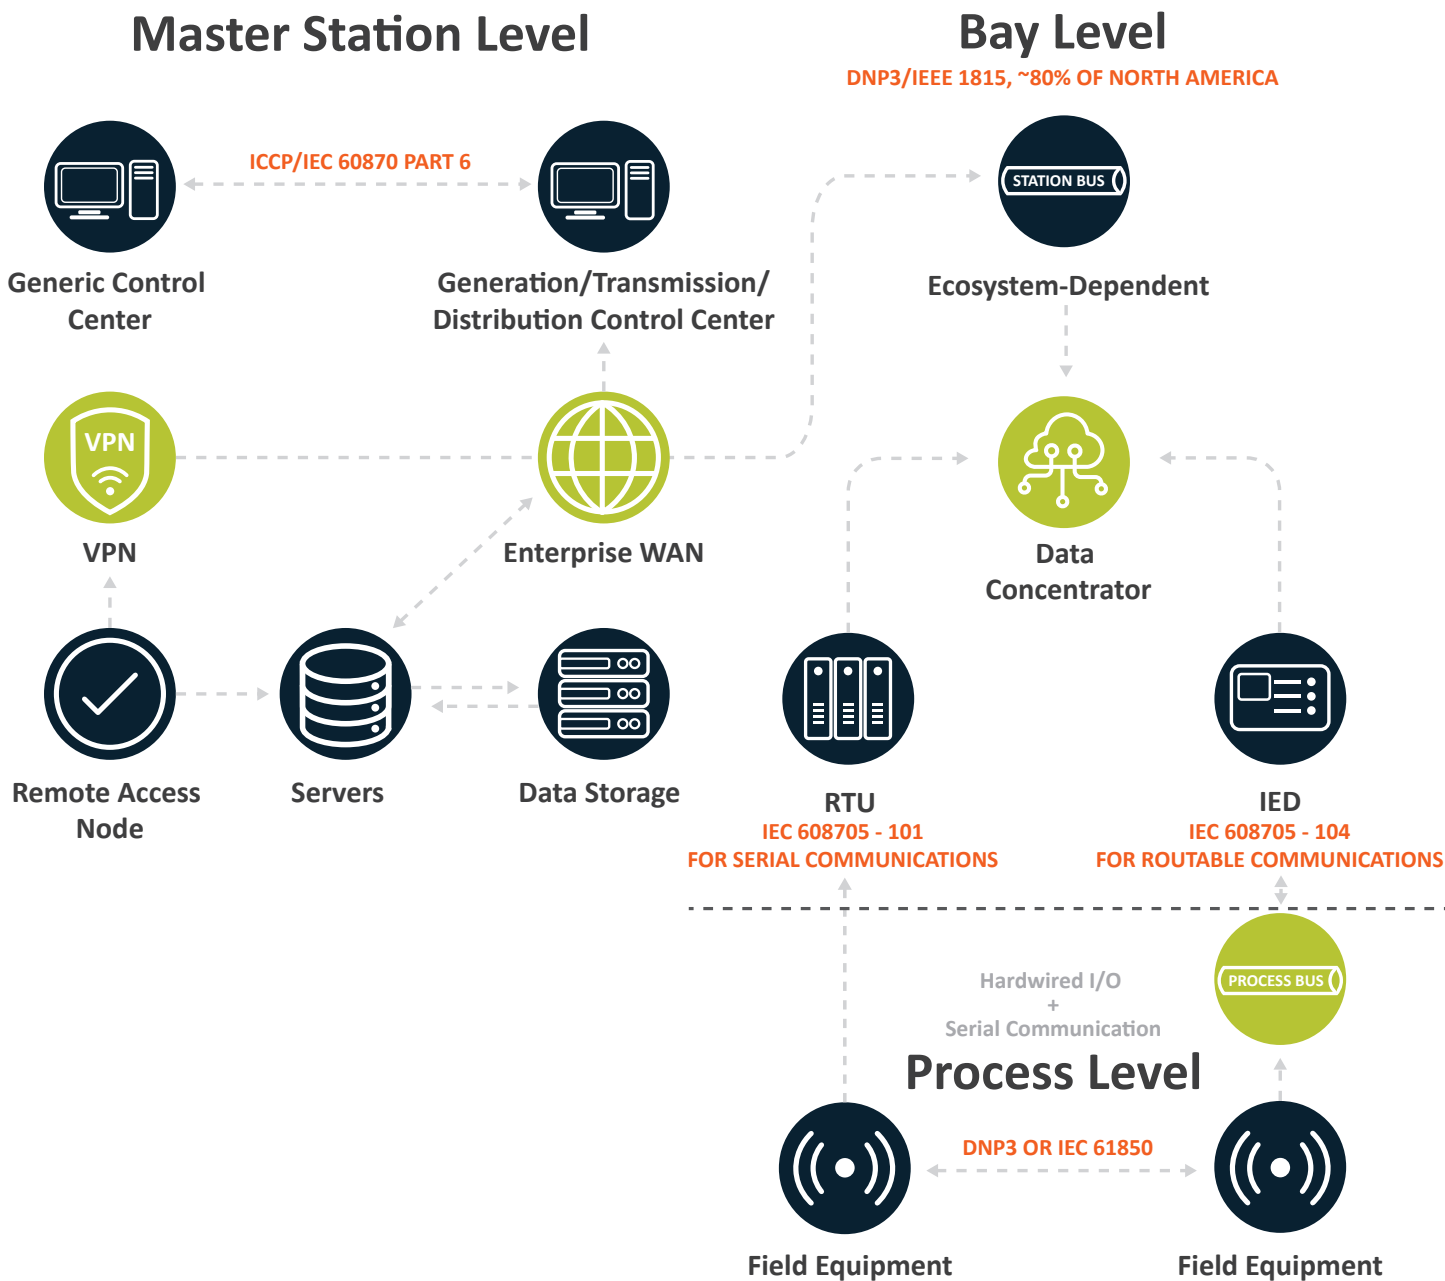 Master Station Level
Bay Level
DNP3/IEEE 1815, ~80% OF NORTH AMERICA
ICCP/IEC 60870 PART 6
STATION BUS
Generic Control
Center
Generation/Transmission/
Distribution Control Center
Ecosystem-Dependent
VPN
VPN
Enterprise WAN
Data
Concentrator
Remote Access
Node
Servers
Data Storage
RTU
IEC 608705 - 101
FOR SERIAL COMMUNICATIONS
IED
IEC 608705 - 104
FOR ROUTABLE COMMUNICATIONS
PROCESS BUS
Hardwired I/O
+
Serial Communication
Process Level
DNP3 OR IEC 61850
Field Equipment
Field Equipment